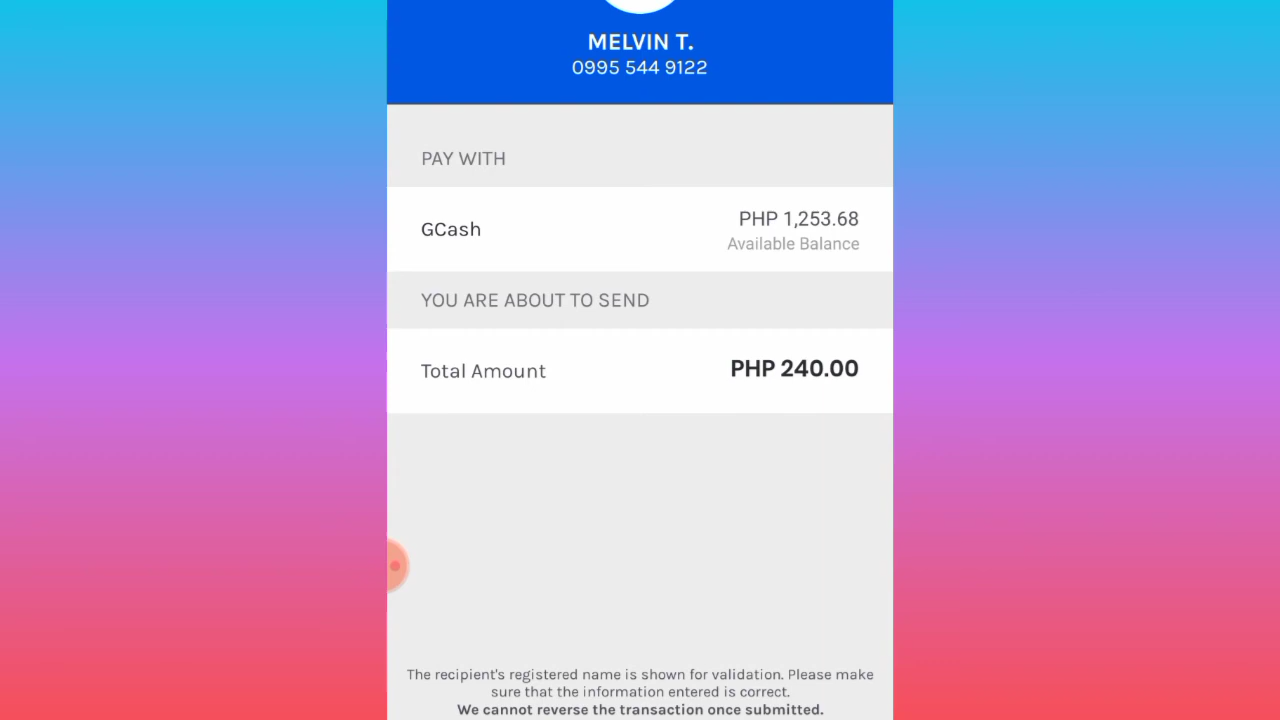 MELVIN T.
0995 544 9122
PAY WITH
GCash
PHP 1,253.68
Available Balance
YOU ARE ABOUT TO SEND
Total Amount
PHP 240.00
The recipient's registered name is shown for validation. Please make
sure that the information entered is correct.
We cannot reverse the transaction once submitted.